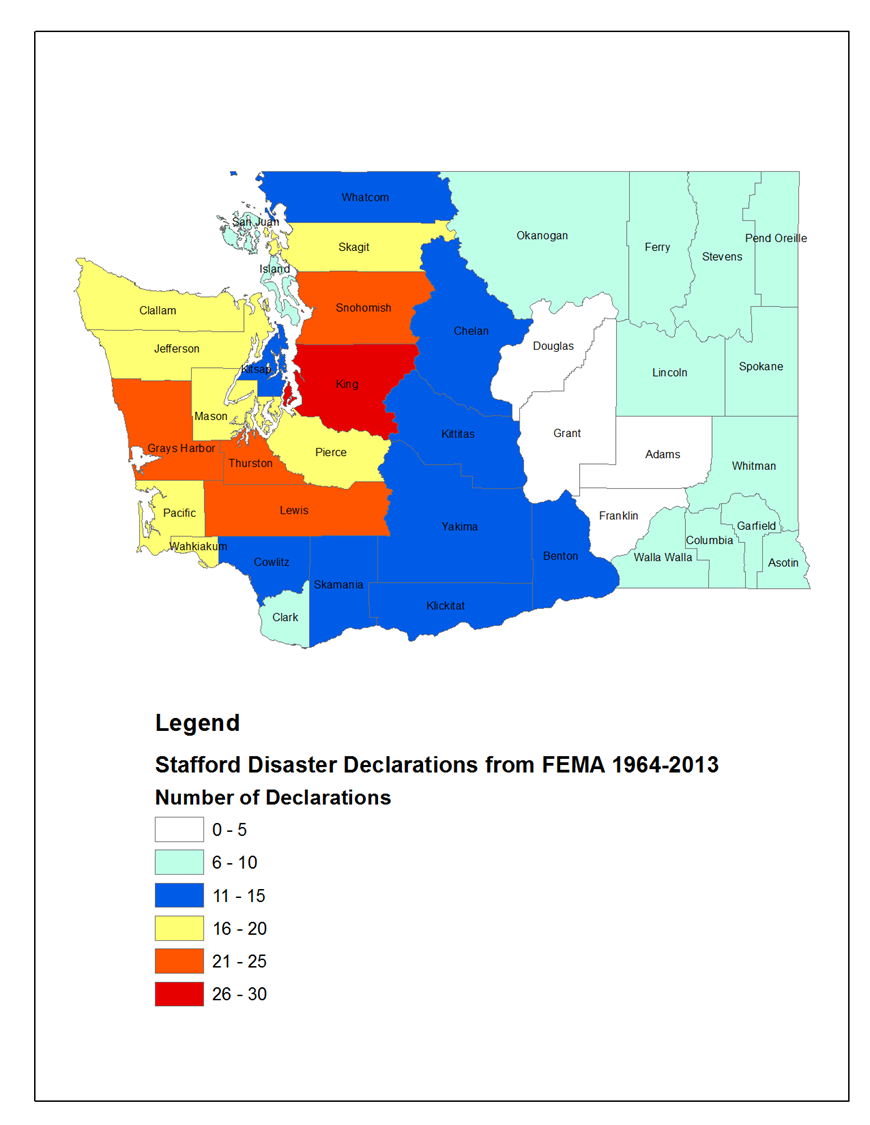 Whatcom
San Juan
Skagit
Okanogan
Ferry
Stevens
Pend Oreille
Island
Clallam
Snohomish
Chelan
Jefferson
Douglas
Kitsap
King
Lincoln
Spokane
Mason
Grays Harbor
Kittitas
Grant
Thurston
Pierce
Adams
Whitman
Pacific
Lewis
Yakima
Franklin
Garfield
Wahkiakum
Columbia
Cowlitz
Benton
Walla Walla
Asotin
Skamania
Clark
Klickitat
Legend
Stafford Disaster Declarations from FEMA 1964-2013
Number of Declarations
0 - 5
6 - 10
11 - 15
16 - 20
21 - 25
26 - 30